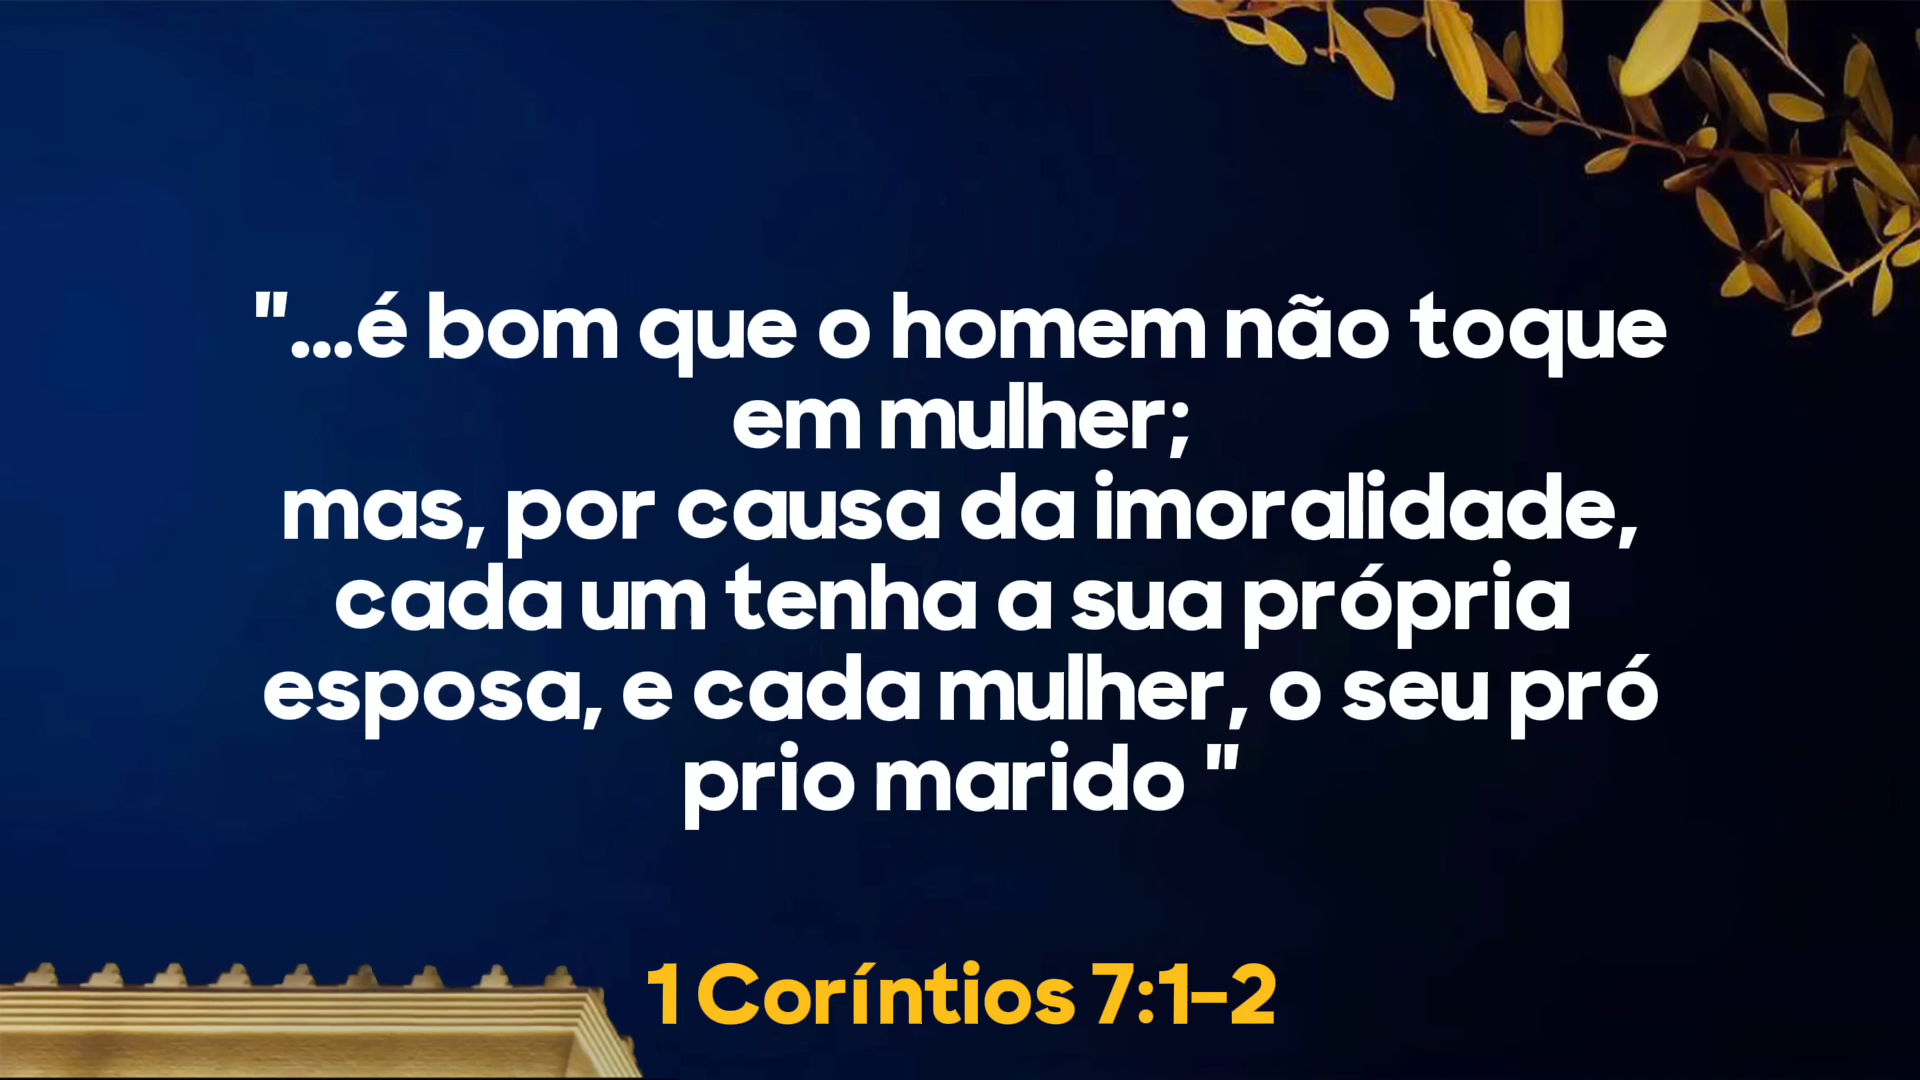 "...é bom que o homem não toque
em mulher;
mas, por causa da imoralidade,
cada um tenha a sua própria
esposa, e cada mulher, o seu pró
prio marido "
1 Coríntios 7:1-2